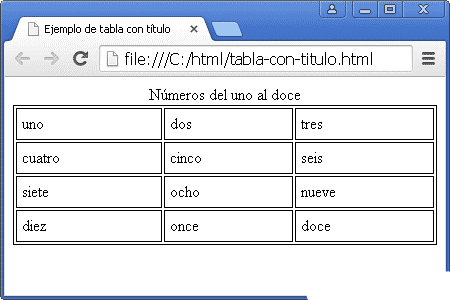 Ejemplo de tabla con título
file:///C:/html/tabla-con-titulo.html
Números del uno al doce
uno dos tres
cuatro cinco seis
siete ocho nueve
diez once doce